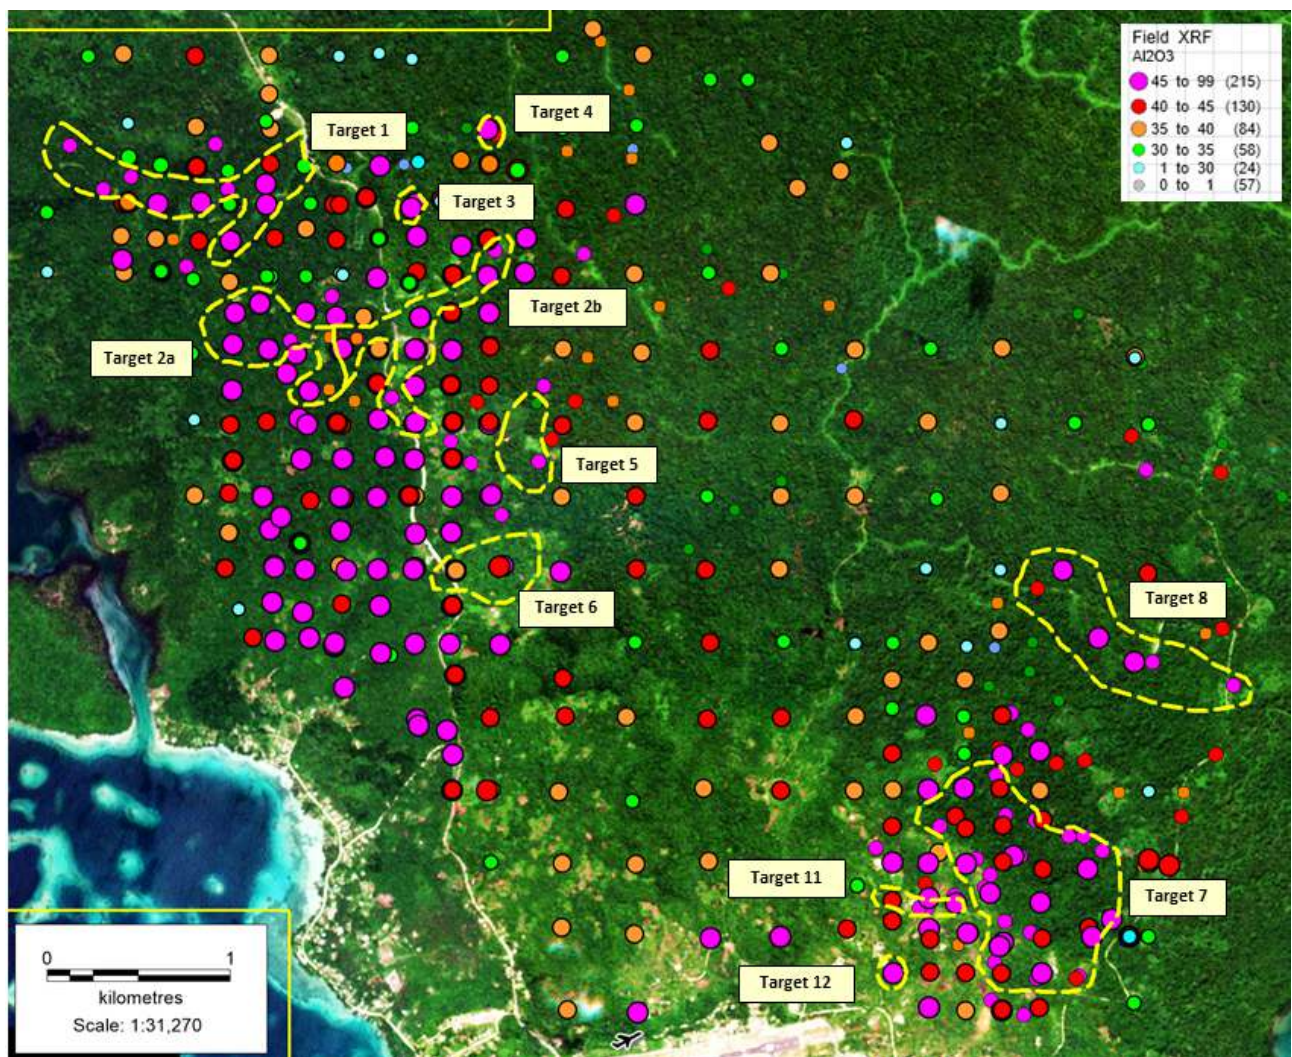 Field XRF
Al2O3
45 to 99 (215)
40 to 45 (130)
35 to 40 (84)
30 to 35 (58)
1 to 30 (24)
0 to 1 (57)
Target 4
Target 1
Target 3
Target 2b
Target 2a
Target 5
Target 8
Target 6
Target 11
Target 7
Target 12
0 1
kilometres
Scale: 1:31,270